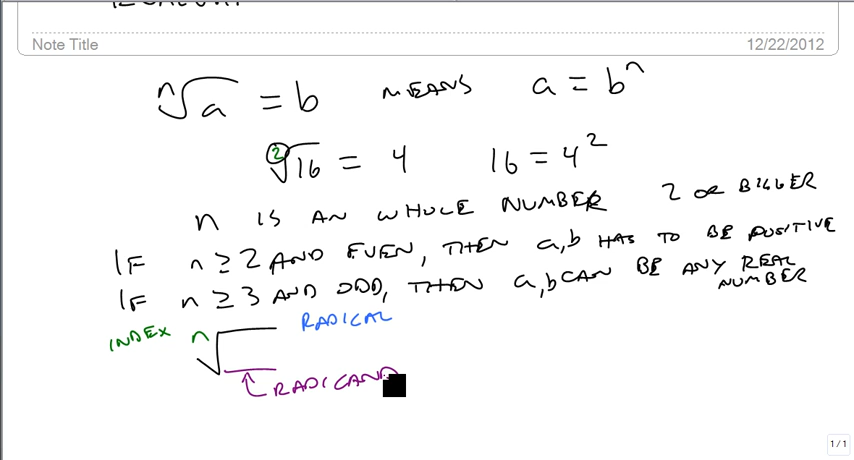 Note Title 12/22/2012
ⁿ√a = b MEANS a = bⁿ
²√16 = 4 16 = 4²
n IS AN WHOLE NUMBER 2 OR BIGGER
IF n ≥ 2 AND EVEN, THEN a,b HAS TO BE POSITIVE
IF n ≥ 3 AND ODD, THEN a,b CAN BE ANY REAL
NUMBER
INDEX n√ RADICAL
RADICAND
1 / 1